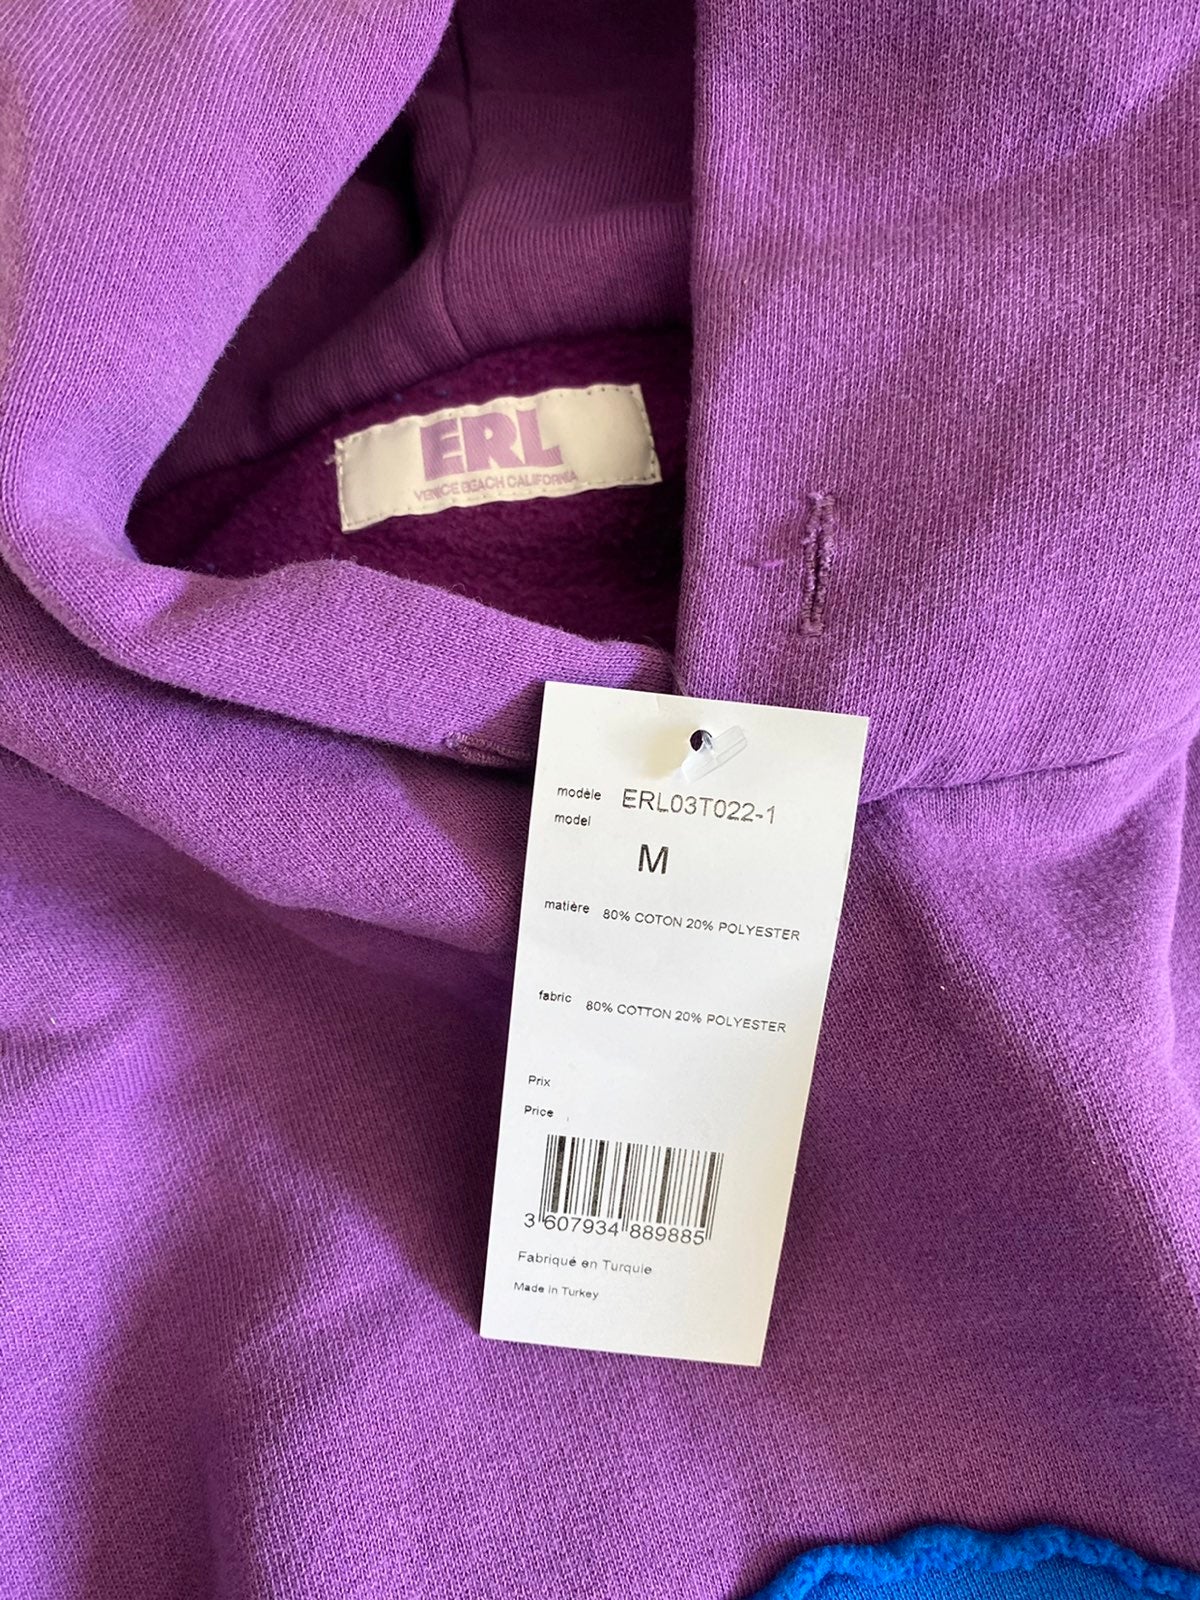 ERL
VENICE BEACH CALIFORNIA
modèle ERL03T022-1
model
M
matière 80% COTON 20% POLYESTER
fabric 80% COTTON 20% POLYESTER
Prix
Price
3 607934 889885
Fabriqué en Turquie
Made in Turkey